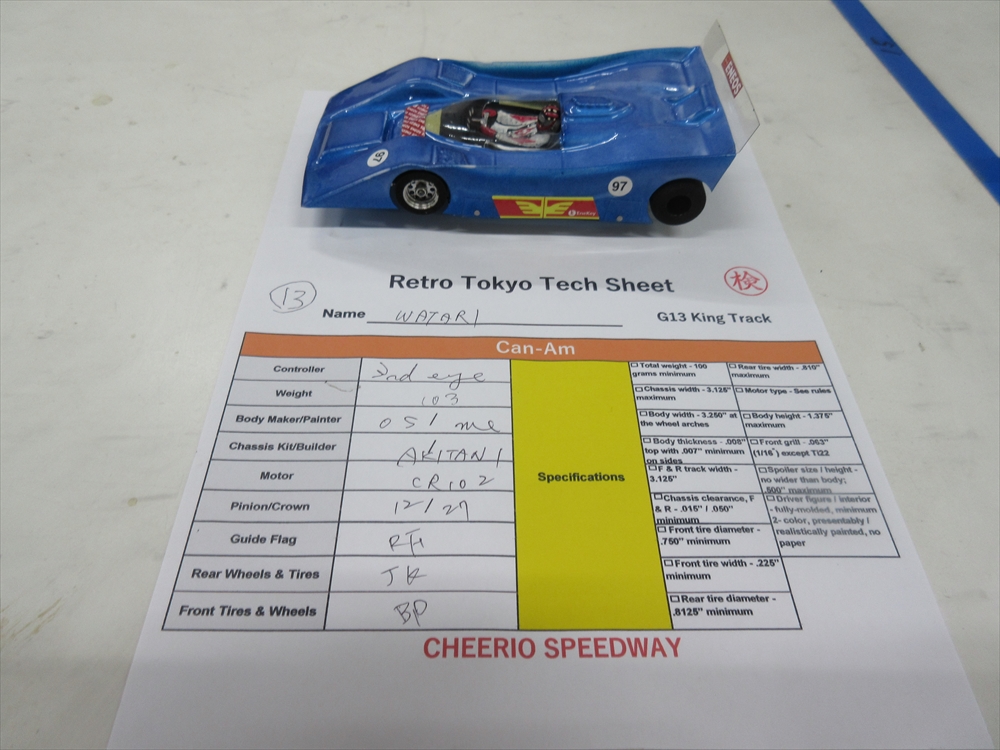 ENEOS
97
97
Retro Tokyo Tech Sheet
検
13
Name WATARI
G13 King Track
Can-Am
Controller 2nd eye
Weight 103
Body Maker/Painter OS / me
Chassis Kit/Builder AKITANI
Motor CR102
Pinion/Crown 12/27
Guide Flag
Rear Wheels & Tires JK
Front Tires & Wheels BP
Specifications
☐ Total weight - 100
grams minimum
☐ Rear tire width - .810"
maximum
☐ Chassis width - 3.125"
maximum
☐ Motor type - See rules
☐ Body width - 3.250" at
the wheel arches
☐ Body height - 1.375"
maximum
☐ Body thickness - .008"
top with .007" minimum
on sides
☐ Front grill - .063"
(1/16") except Ti22
☐ F & R track width -
3.125"
☐ Spoiler size / height -
no wider than body;
.500" maximum
☐ Chassis clearance, F
& R - .015" / .050"
minimum
☐ Driver figure / interior
- fully-molded, minimum
2- color, presentably /
realistically painted, no
paper
☐ Front tire diameter -
.750" minimum
☐ Front tire width - .225"
minimum
☐ Rear tire diameter -
.8125" minimum
CHEERIO SPEEDWAY